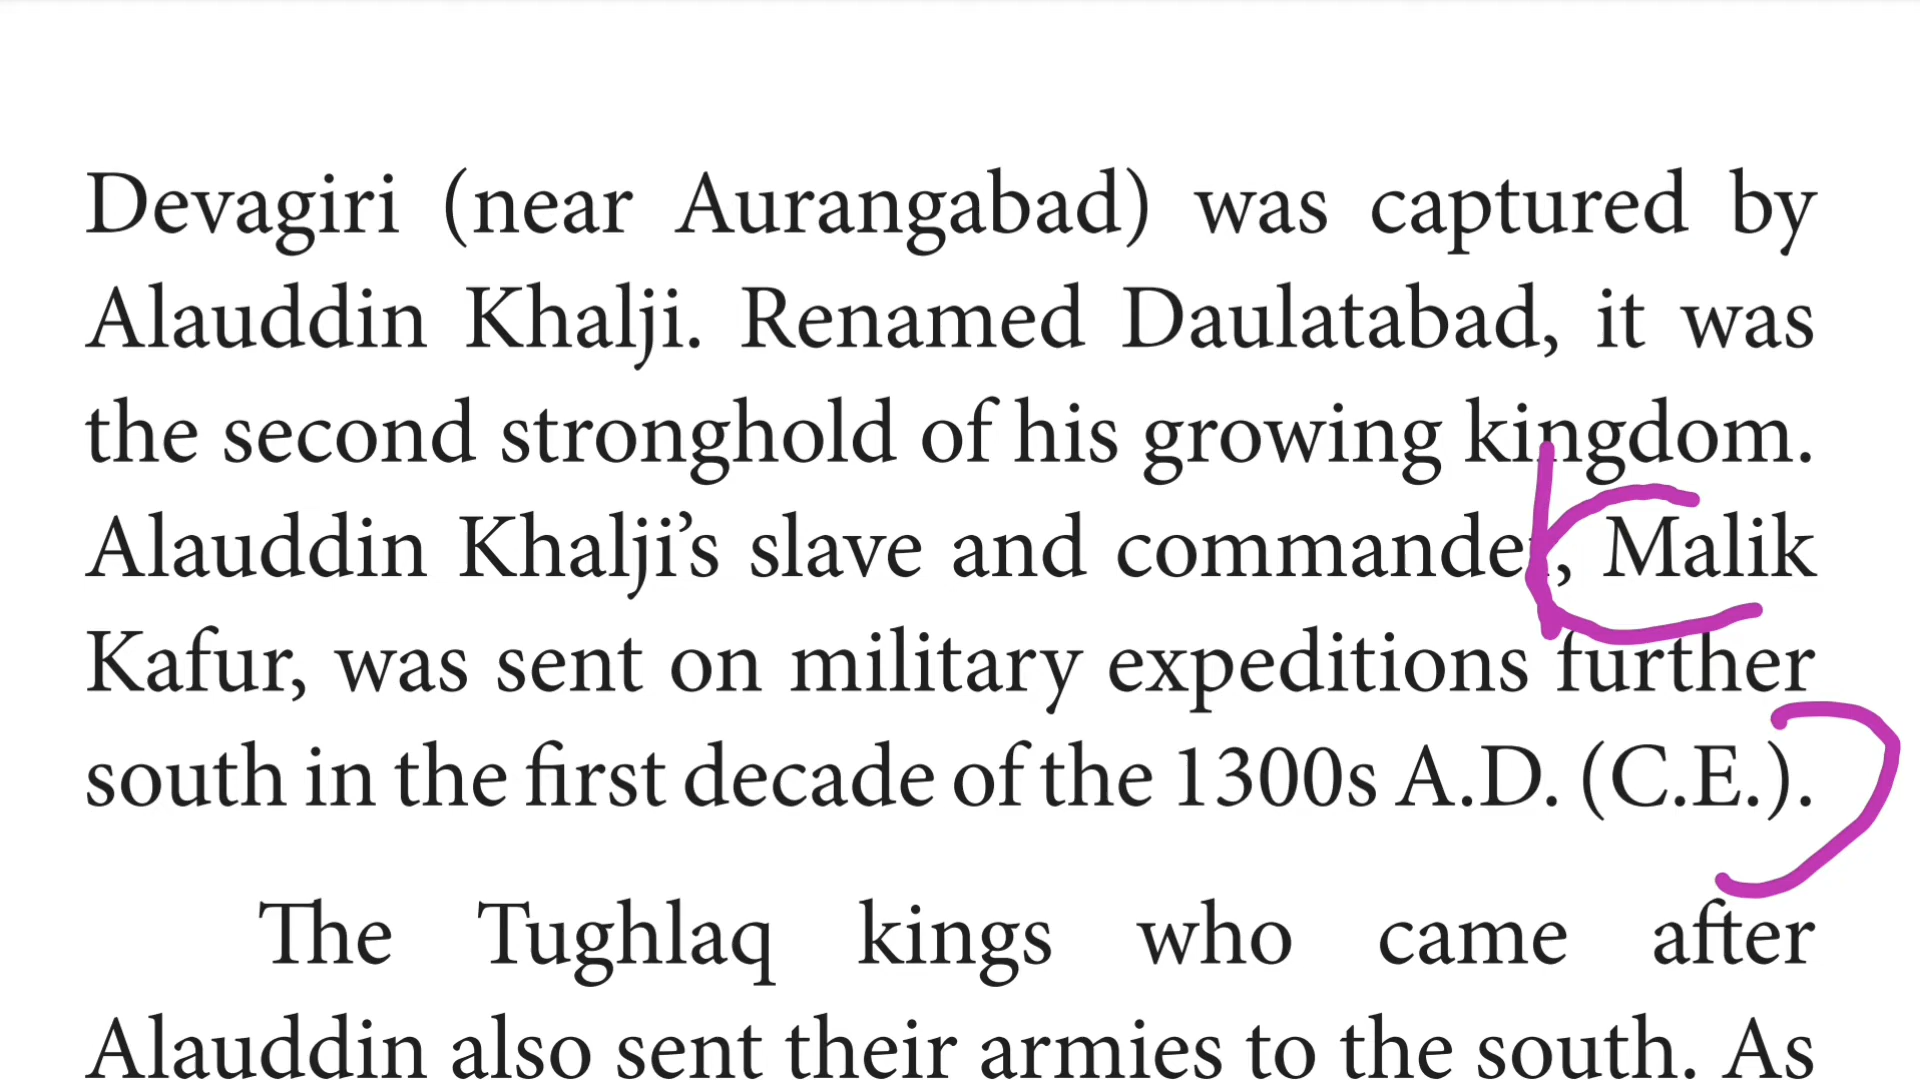 Devagiri (near Aurangabad) was captured by
Alauddin Khalji. Renamed Daulatabad, it was
the second stronghold of his growing kingdom.
Alauddin Khalji’s slave and commander, Malik
Kafur, was sent on military expeditions further
south in the first decade of the 1300s A.D. (C.E.).
The Tughlaq kings who came after
Alauddin also sent their armies to the south. As